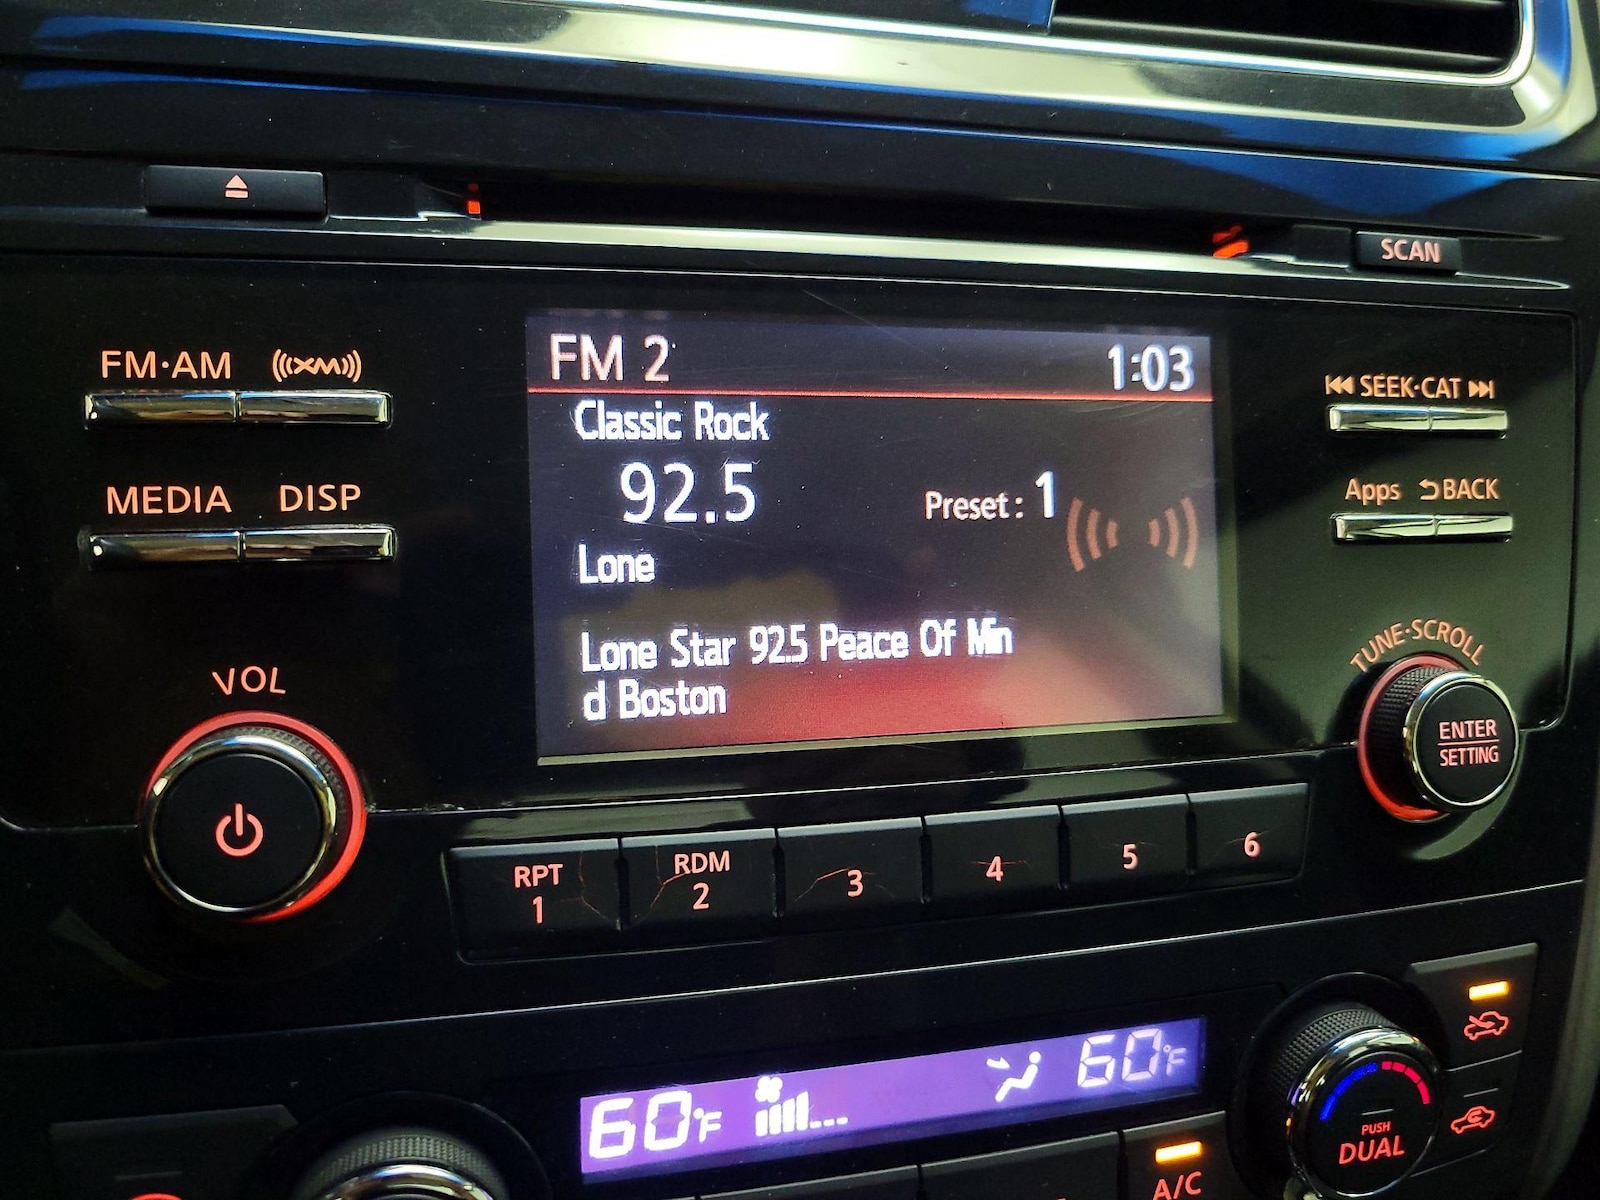 SCAN
FM·AM
XM
FM 2
1:03
SEEK·CAT
Classic Rock
92.5
Preset: 1
MEDIA
DISP
Apps
BACK
Lone
Lone Star 92.5 Peace Of Min
d Boston
TUNE·SCROLL
VOL
ENTER
SETTING
RPT
1
RDM
2
3
4
5
6
60°F
60°F
PUSH
DUAL
A/C